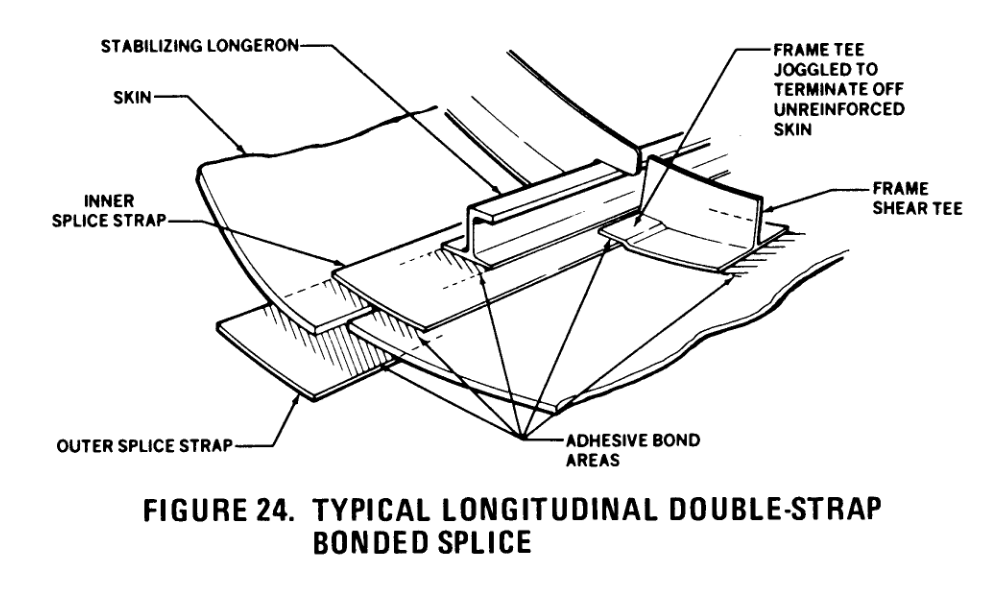 STABILIZING LONGERON
SKIN
INNER
SPLICE STRAP
OUTER SPLICE STRAP
FRAME TEE
JOGGLED TO
TERMINATE OFF
UNREINFORCED
SKIN
FRAME
SHEAR TEE
ADHESIVE BOND
AREAS
FIGURE 24. TYPICAL LONGITUDINAL DOUBLE-STRAP
BONDED SPLICE